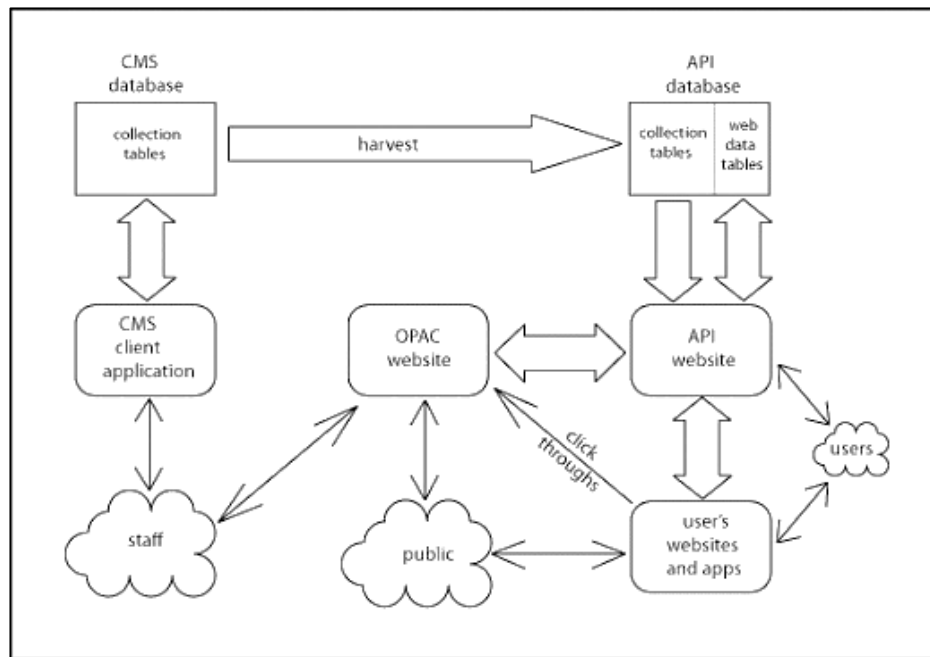 CMS
database
API
database
collection
tables
harvest
collection
tables
web
data
tables
CMS
client
application
OPAC
website
API
website
click
throughs
users
staff
public
user's
websites
and apps